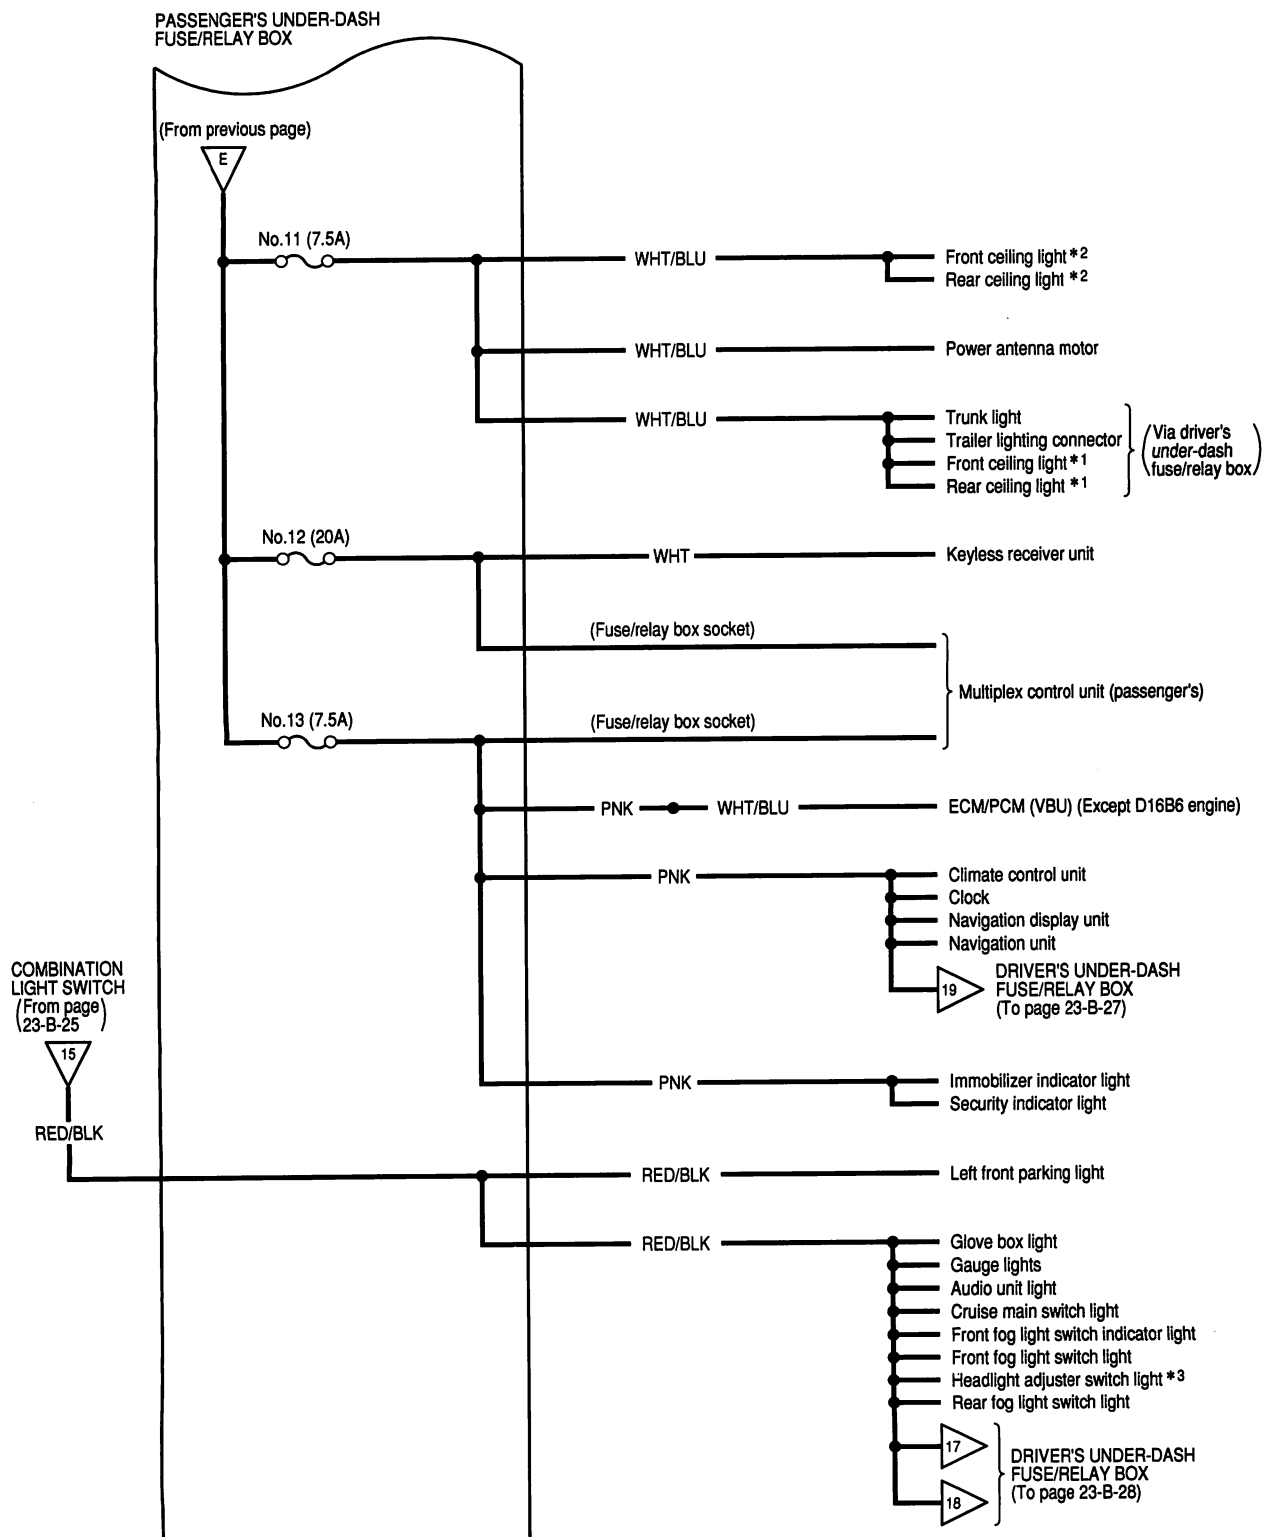 PASSENGER'S UNDER-DASH
FUSE/RELAY BOX
(From previous page)
E
No.11 (7.5A)
WHT/BLU
Front ceiling light *2
Rear ceiling light *2
WHT/BLU
Power antenna motor
WHT/BLU
Trunk light
Trailer lighting connector
Front ceiling light *1
Rear ceiling light *1
(Via driver's
under-dash
fuse/relay box)
No.12 (20A)
WHT
Keyless receiver unit
(Fuse/relay box socket)
Multiplex control unit (passenger's)
No.13 (7.5A)
(Fuse/relay box socket)
PNK
WHT/BLU
ECM/PCM (VBU) (Except D16B6 engine)
PNK
Climate control unit
Clock
Navigation display unit
Navigation unit
19
DRIVER'S UNDER-DASH
FUSE/RELAY BOX
(To page 23-B-27)
COMBINATION
LIGHT SWITCH
(From page
23-B-25)
15
RED/BLK
PNK
Immobilizer indicator light
Security indicator light
RED/BLK
Left front parking light
RED/BLK
Glove box light
Gauge lights
Audio unit light
Cruise main switch light
Front fog light switch indicator light
Front fog light switch light
Headlight adjuster switch light *3
Rear fog light switch light
17
18
DRIVER'S UNDER-DASH
FUSE/RELAY BOX
(To page 23-B-28)